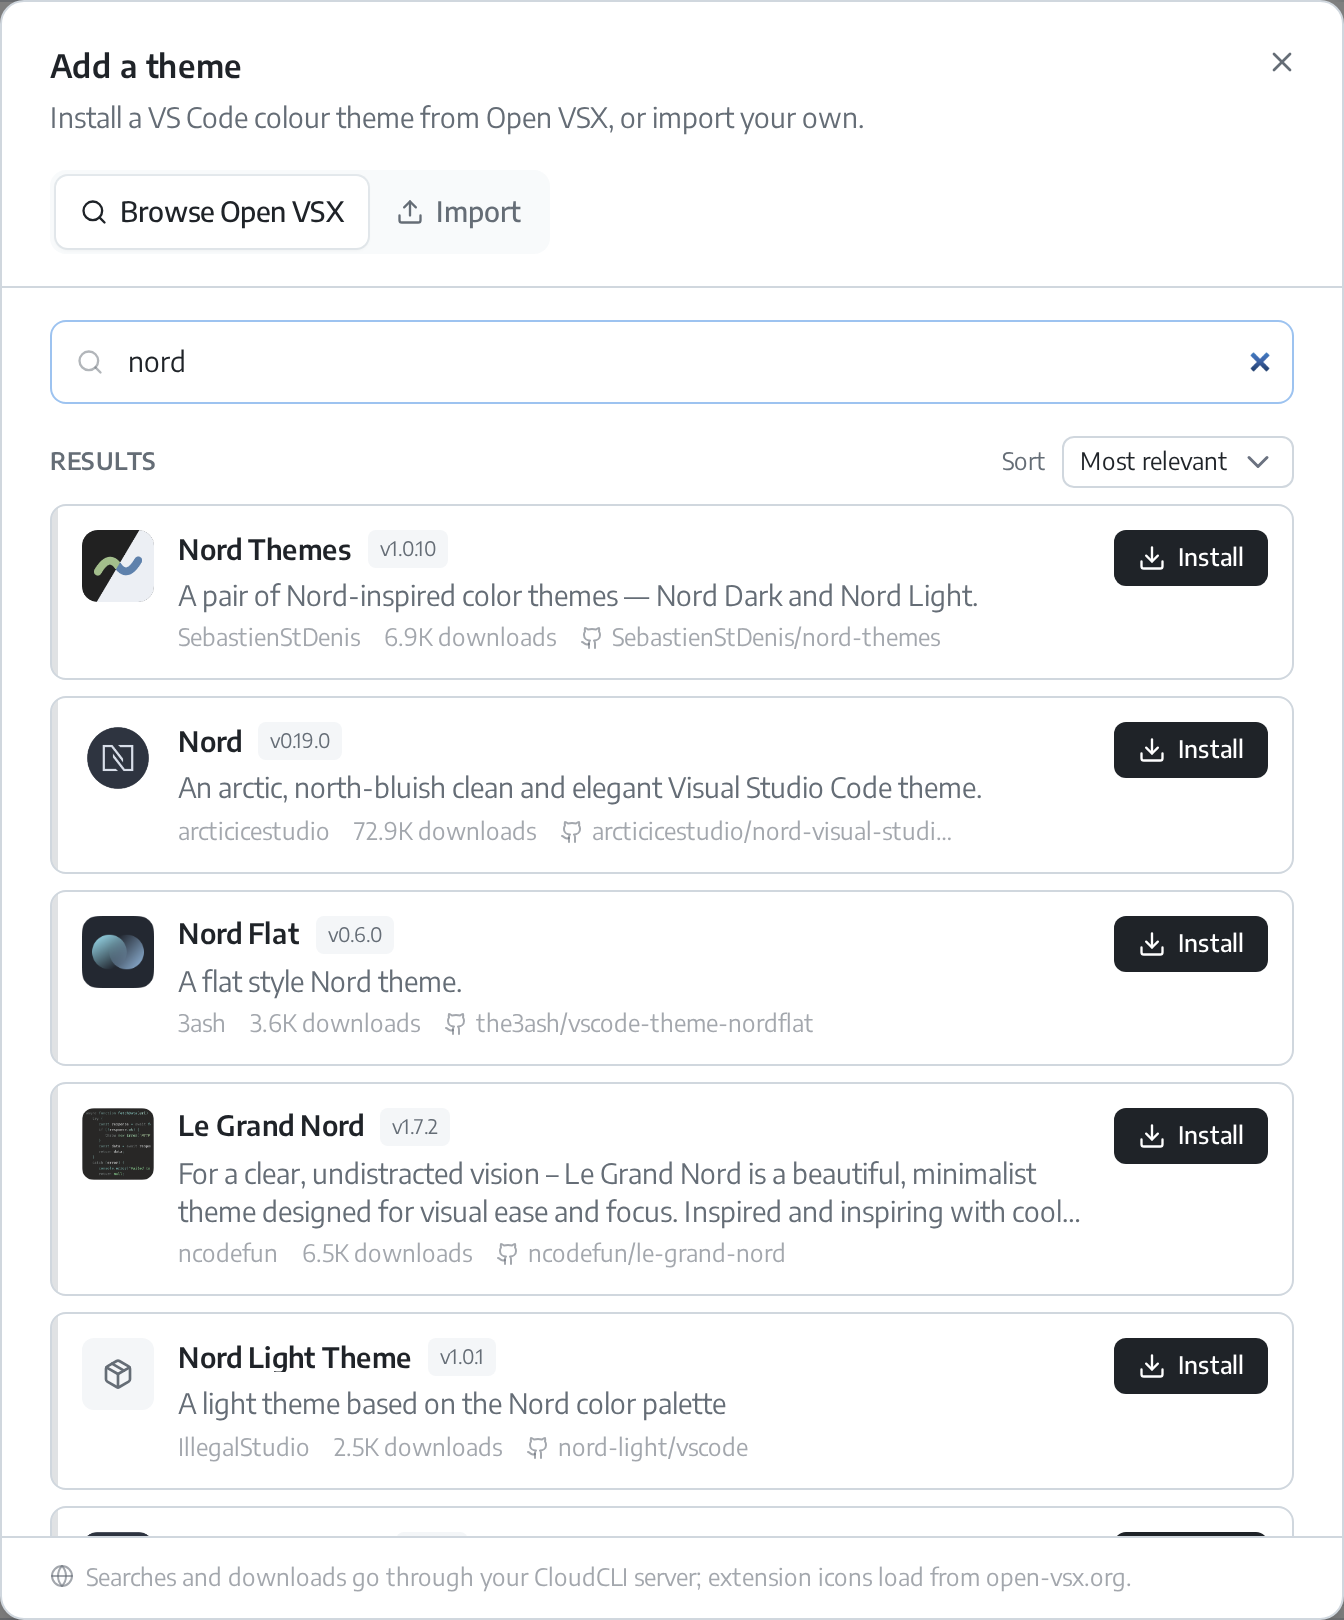 Add a theme
Install a VS Code colour theme from Open VSX, or import your own.
Browse Open VSX
Import
nord
RESULTS
Sort
Most relevant
Nord Themes v1.0.10
Install
A pair of Nord-inspired color themes — Nord Dark and Nord Light.
SebastienStDenis 6.9K downloads SebastienStDenis/nord-themes
Nord v0.19.0
Install
An arctic, north-bluish clean and elegant Visual Studio Code theme.
arcticicestudio 72.9K downloads arcticicestudio/nord-visual-studi...
Nord Flat v0.6.0
Install
A flat style Nord theme.
3ash 3.6K downloads the3ash/vscode-theme-nordflat
Le Grand Nord v1.7.2
Install
For a clear, undistracted vision – Le Grand Nord is a beautiful, minimalist
theme designed for visual ease and focus. Inspired and inspiring with cool...
ncodefun 6.5K downloads ncodefun/le-grand-nord
Nord Light Theme v1.0.1
Install
A light theme based on the Nord color palette
IllegalStudio 2.5K downloads nord-light/vscode
Searches and downloads go through your CloudCLI server; extension icons load from open-vsx.org.